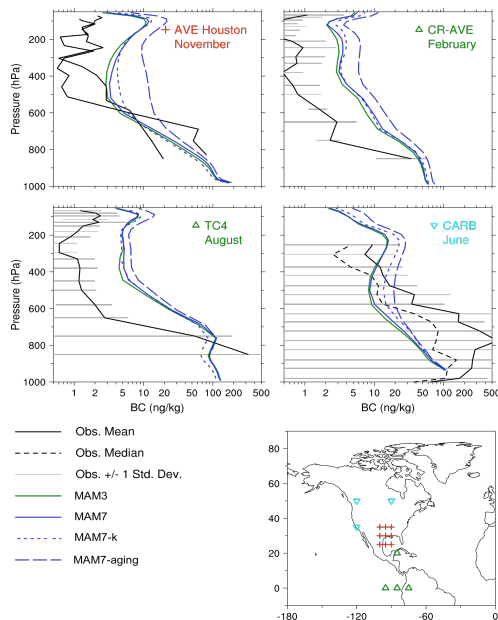 AVE Houston
November
CR-AVE
February
200
400
600
800
1000
Pressure (hPa)
TC4
August
CARB
June
200
400
600
800
1000
Pressure (hPa)
1 2 5 10 20 50 100 200 500
1 2 5 10 20 50 100 200 500
BC (ng/kg)
BC (ng/kg)
Obs. Mean
Obs. Median
Obs. +/- 1 Std. Dev.
MAM3
MAM7
MAM7-k
MAM7-aging
80
60
40
20
0
-180 -120 -60 0